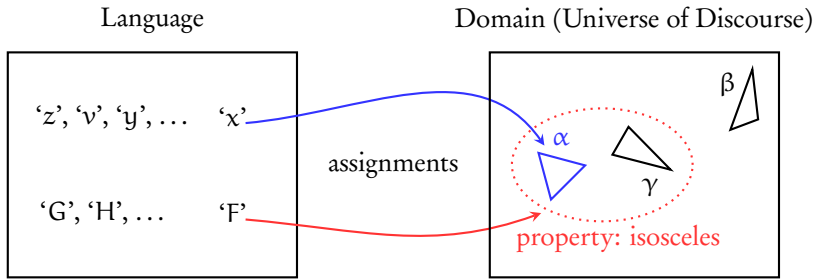 Language
Domain (Universe of Discourse)
‘z’, ‘v’, ‘y’, … ‘x’
α
β
γ
assignments
‘G’, ‘H’, … ‘F’
property: isosceles